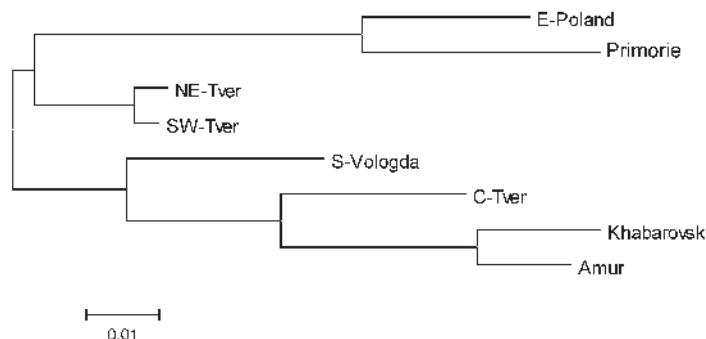 E-Poland
Primorie
NE-Tver
SW-Tver
S-Vologda
C-Tver
Khabarovsk
Amur
0.01